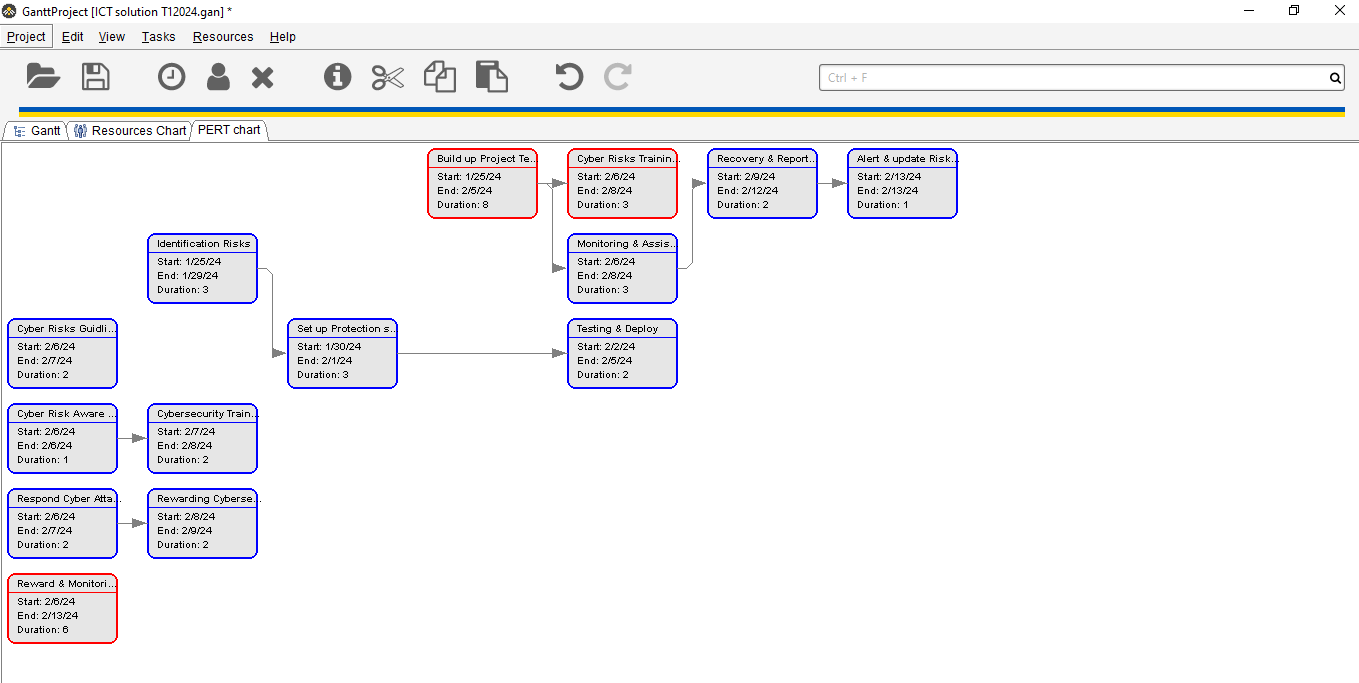 GanttProject [ICT solution T12024.gan] *
Project Edit View Tasks Resources Help
Ctrl + F
Gantt Resources Chart PERT chart
Build up Project Te...
Start: 1/25/24
End: 2/5/24
Duration: 8
Cyber Risks Trainin...
Start: 2/6/24
End: 2/8/24
Duration: 3
Recovery & Report...
Start: 2/9/24
End: 2/12/24
Duration: 2
Alert & update Risk...
Start: 2/13/24
End: 2/13/24
Duration: 1
Identification Risks
Start: 1/25/24
End: 1/29/24
Duration: 3
Monitoring & Assis...
Start: 2/6/24
End: 2/8/24
Duration: 3
Cyber Risks Guidli...
Start: 2/6/24
End: 2/7/24
Duration: 2
Set up Protection s...
Start: 1/30/24
End: 2/1/24
Duration: 3
Testing & Deploy
Start: 2/2/24
End: 2/5/24
Duration: 2
Cyber Risk Aware ...
Start: 2/6/24
End: 2/6/24
Duration: 1
Cybersecurity Train...
Start: 2/7/24
End: 2/8/24
Duration: 2
Respond Cyber Atta...
Start: 2/6/24
End: 2/7/24
Duration: 2
Rewarding Cyberse...
Start: 2/8/24
End: 2/9/24
Duration: 2
Reward & Monitori...
Start: 2/6/24
End: 2/13/24
Duration: 6